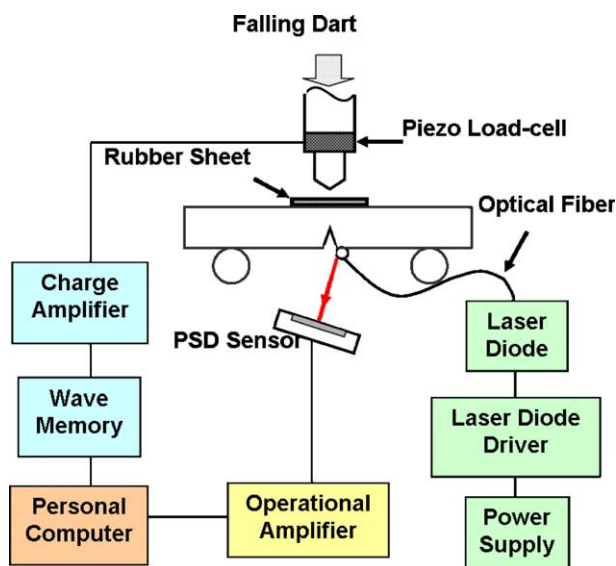 Falling Dart
Piezo Load-cell
Rubber Sheet
Optical Fiber
Charge
Amplifier
PSD Sensor
Laser
Diode
Wave
Memory
Laser Diode
Driver
Personal
Computer
Operational
Amplifier
Power
Supply